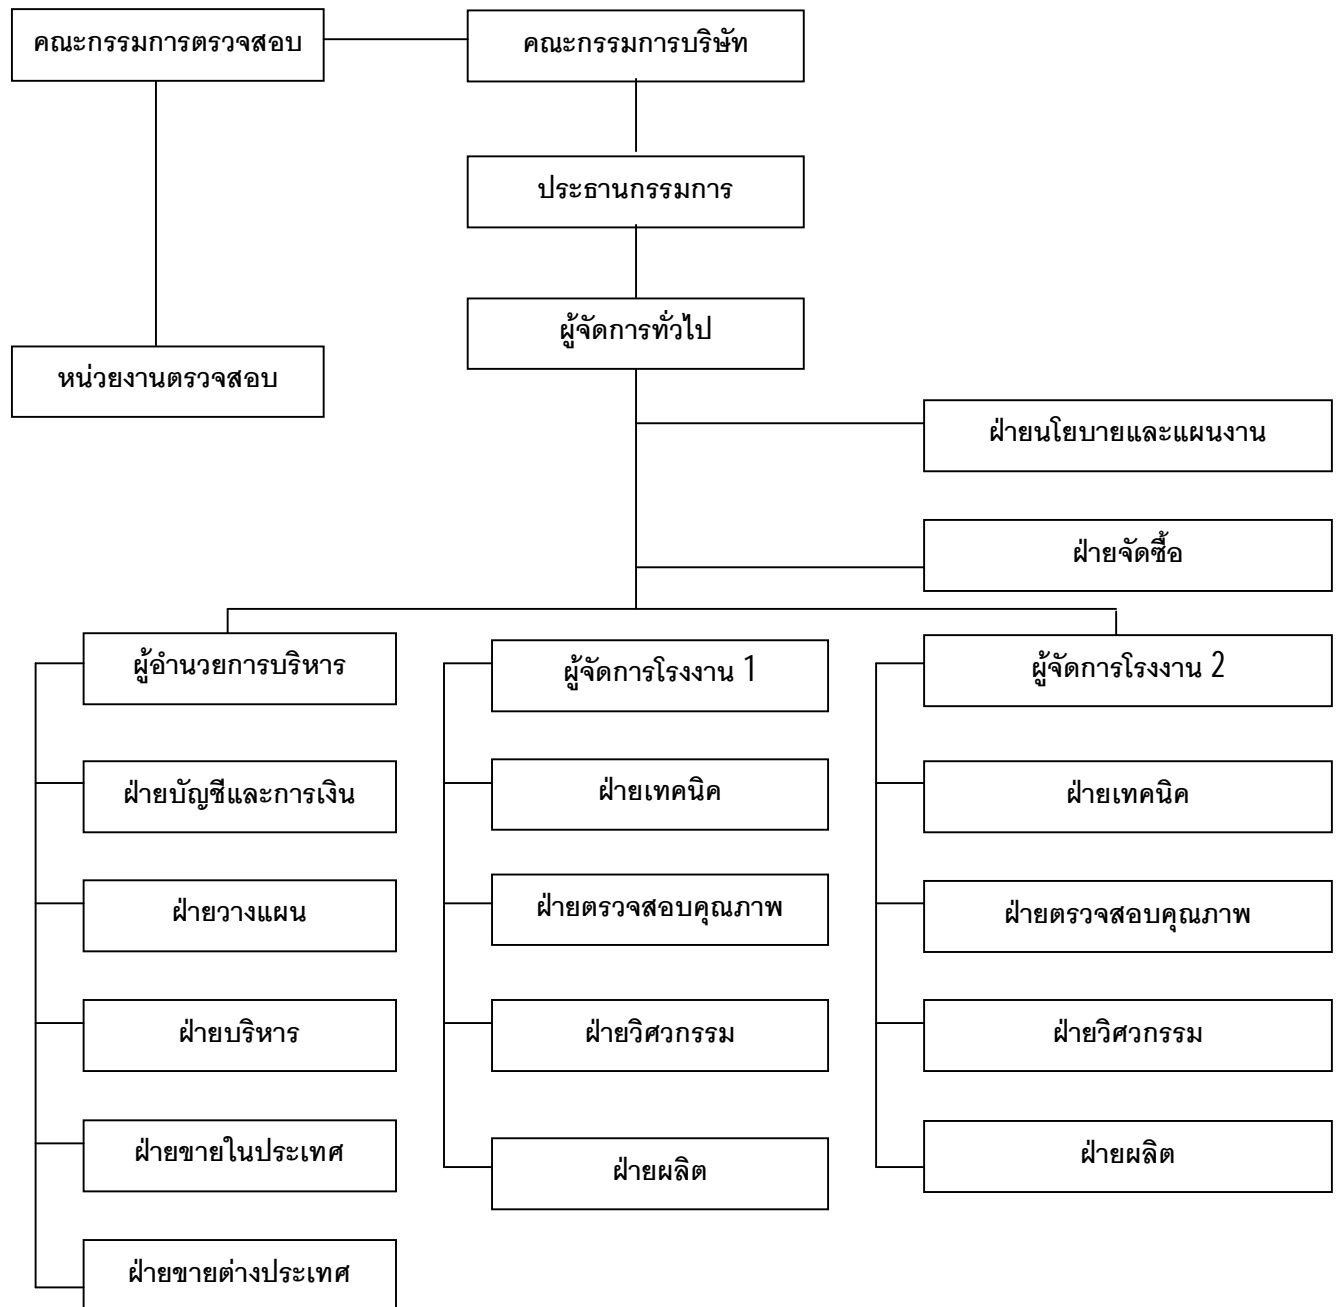 คณะกรรมการตรวจสอบ
คณะกรรมการบริษัท
ประธานกรรมการ
ผู้จัดการทั่วไป
หน่วยงานตรวจสอบ
ฝ่ายนโยบายและแผนงาน
ฝ่ายจัดซื้อ
ผู้อำนวยการบริหาร
ฝ่ายบัญชีและการเงิน
ฝ่ายวางแผน
ฝ่ายบริหาร
ฝ่ายขายในประเทศ
ฝ่ายขายต่างประเทศ
ผู้จัดการโรงงาน 1
ฝ่ายเทคนิค
ฝ่ายตรวจสอบคุณภาพ
ฝ่ายวิศวกรรม
ฝ่ายผลิต
ผู้จัดการโรงงาน 2
ฝ่ายเทคนิค
ฝ่ายตรวจสอบคุณภาพ
ฝ่ายวิศวกรรม
ฝ่ายผลิต